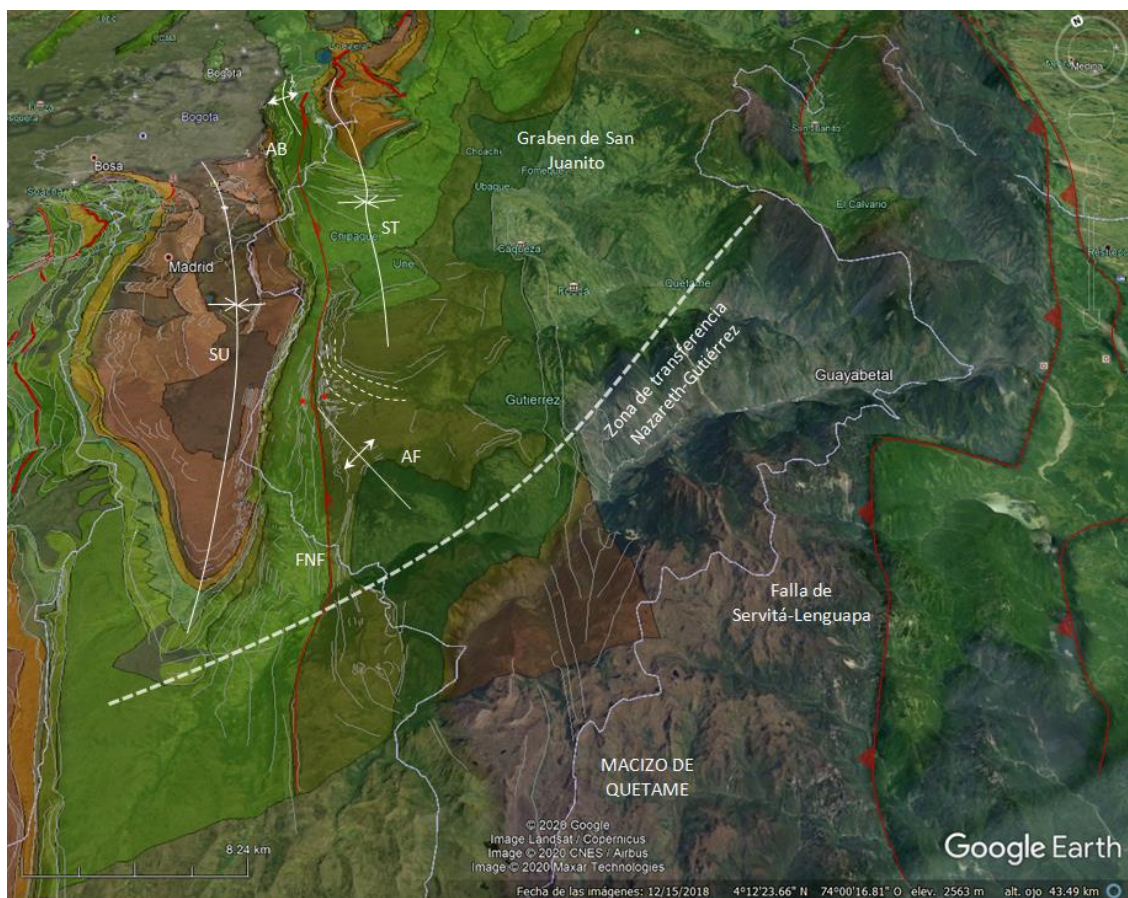 Bogota
Bogota
Bosa
AB
Choachi
Graben de San
Juanito
Fomeque
Ubaque
San Juanito
Medina
El Calvario
ST
Chipaque
Une
Caqueza
Madrid
Quetame
Zona de transferencia
Nazareth-Gutiérrez
SU
Gutierrez
Guayabetal
AF
FNF
Falla de
Servitá-Lenguapa
MACIZO DE
QUETAME
© 2020 Google
Image Landsat / Copernicus
Image © 2020 CNES / Airbus
Image © 2020 Maxar Technologies
8.24 km
Google Earth
Fecha de las imágenes: 12/15/2018 4°12'23.66" N 74°00'16.81" O elev. 2563 m alt. ojo 43.49 km